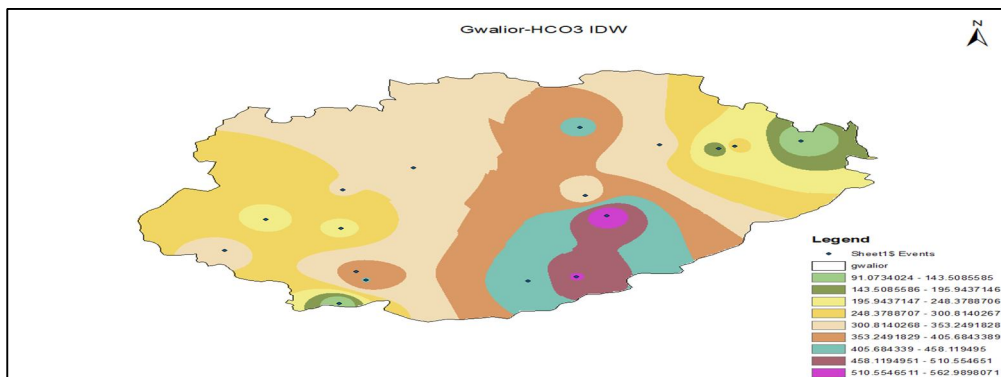 Gwalior-HCO3 IDW
N
Legend
Sheet1$ Events
gwalior
91.0734024 - 143.5085585
143.5085586 - 195.9437146
195.9437147 - 248.3788706
248.3788707 - 300.8140267
300.8140268 - 353.2491828
353.2491829 - 405.6843389
405.684339 - 458.119495
458.1194951 - 510.554651
510.5546511 - 562.9898071